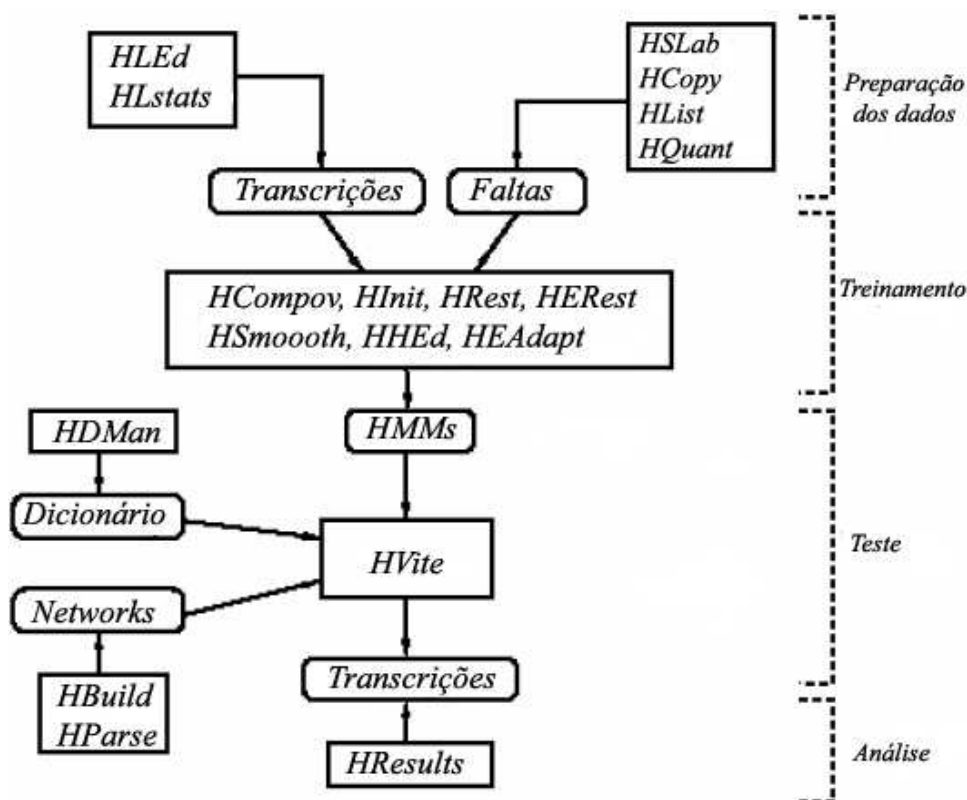 HLEd
HLstats
HSLab
HCopy
HList
HQuant
Preparação
dos dados
Transcrições
Faltas
HCompov, HInit, HRest, HERest
HSmoooth, HHEd, HEAdapt
Treinamento
HDMan
HMMs
Dicionário
HVite
Teste
Networks
Transcrições
HBuild
HParse
HResults
Análise